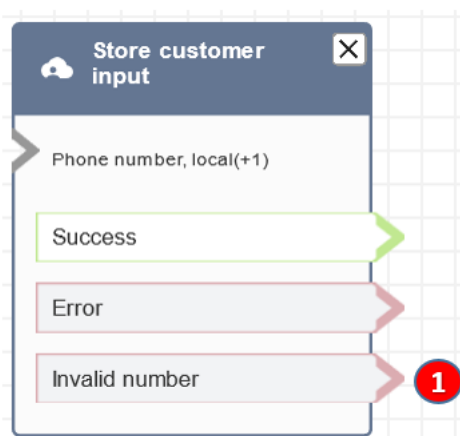 Store customer
input
Phone number, local(+1)
Success
Error
Invalid number
1